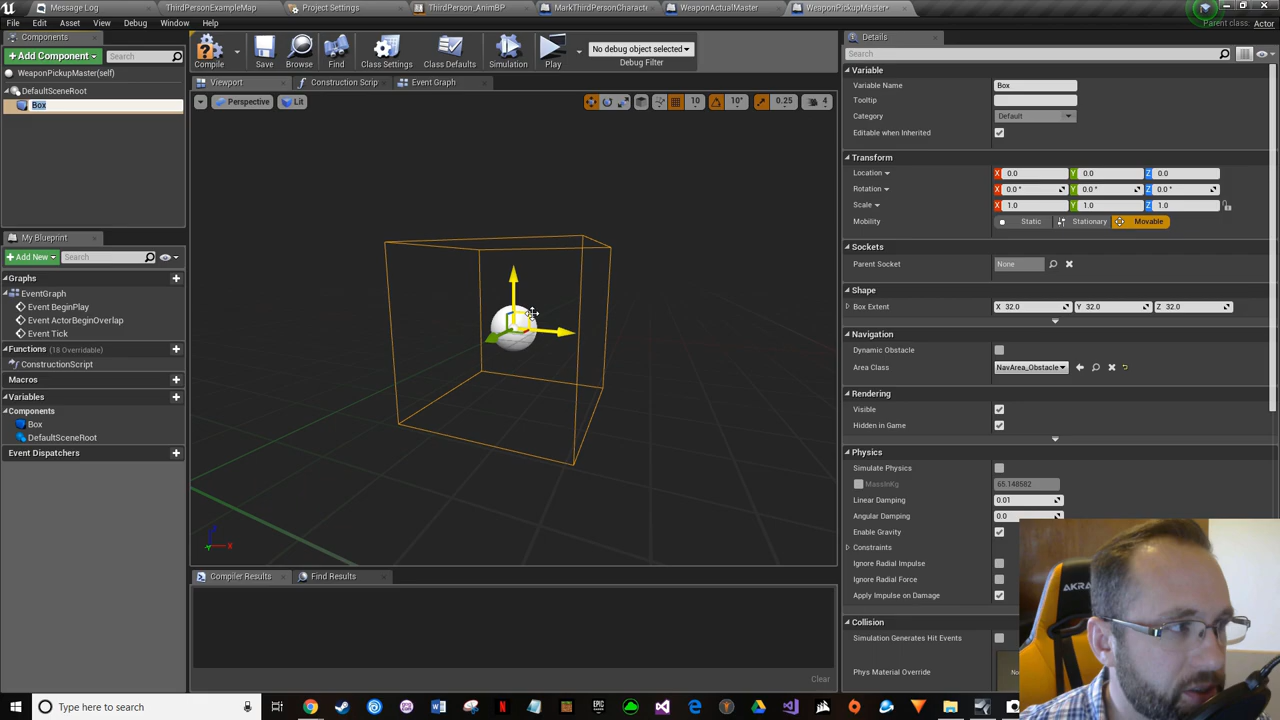 Message Log
ThirdPersonExampleMap
Project Settings
ThirdPerson_AnimBP
MarkThirdPersonCharact
WeaponActualMaster
WeaponPickupMaster*
Parent class: Actor
File Edit Asset View Debug Window Help
Components
Details
Add Component
Search
Compile
Save
Browse
Find
Class Settings
Class Defaults
Simulation
Play
No debug object selected
Debug Filter
Search
WeaponPickupMaster(self)
DefaultSceneRoot
Box
Viewport
Construction Scrip
Event Graph
Perspective
Lit
10
10°
0.25
4
Variable
Variable Name
Box
Tooltip
Category
Default
Editable when Inherited
Transform
Location
X 0.0 Y 0.0 Z 0.0
Rotation
X 0.0 ° Y 0.0 ° Z 0.0 °
Scale
X 1.0 Y 1.0 Z 1.0
Mobility
Static
Stationary
Movable
Sockets
Parent Socket
None
Shape
Box Extent
X 32.0
Y 32.0
Z 32.0
Navigation
Dynamic Obstacle
Area Class
NavArea_Obstacle
Rendering
Visible
Hidden in Game
Physics
Simulate Physics
MassInKg
65.148582
Linear Damping
0.01
Angular Damping
0.0
Enable Gravity
Constraints
Ignore Radial Impulse
Ignore Radial Force
Apply Impulse on Damage
Collision
Simulation Generates Hit Events
Phys Material Override
My Blueprint
Add New
Search
Graphs
EventGraph
Event BeginPlay
Event ActorBeginOverlap
Event Tick
Functions (18 Overridable)
ConstructionScript
Macros
Variables
Components
Box
DefaultSceneRoot
Event Dispatchers
X
Compiler Results
Find Results
Clear
AKRA
Type here to search